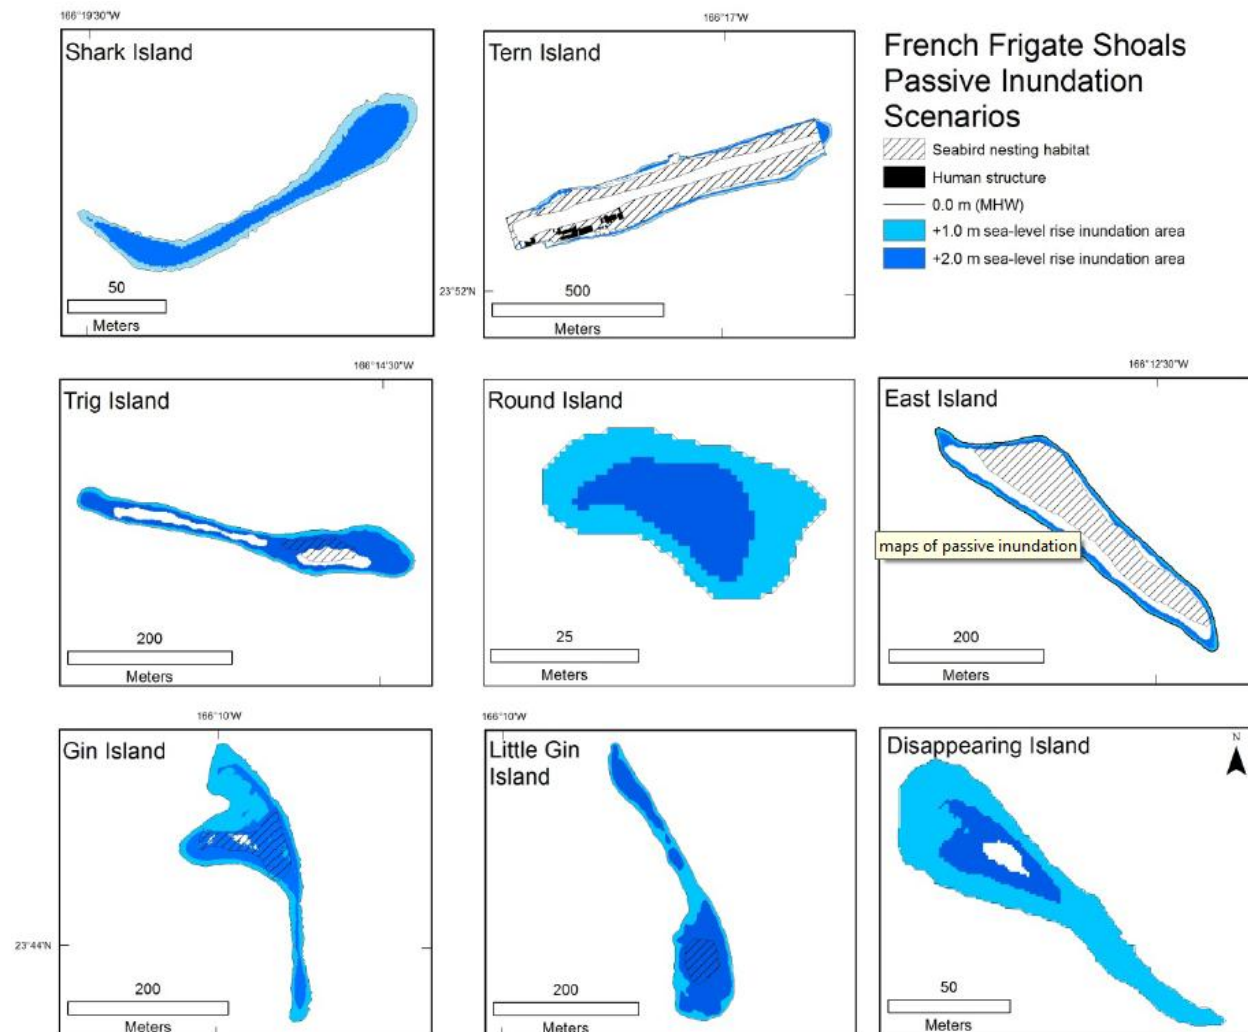 166°19'30"W
166°17'W
Shark Island
Tern Island
French Frigate Shoals
Passive Inundation
Scenarios
Seabird nesting habitat
Human structure
0.0 m (MHW)
+1.0 m sea-level rise inundation area
+2.0 m sea-level rise inundation area
50
Meters
23°52'N
500
Meters
166°14'30"W
166°12'30"W
Trig Island
Round Island
East Island
maps of passive inundation
200
Meters
25
Meters
200
Meters
166°10'W
166°10'W
Gin Island
Little Gin
Island
Disappearing Island
N
23°44'N
200
Meters
200
Meters
50
Meters